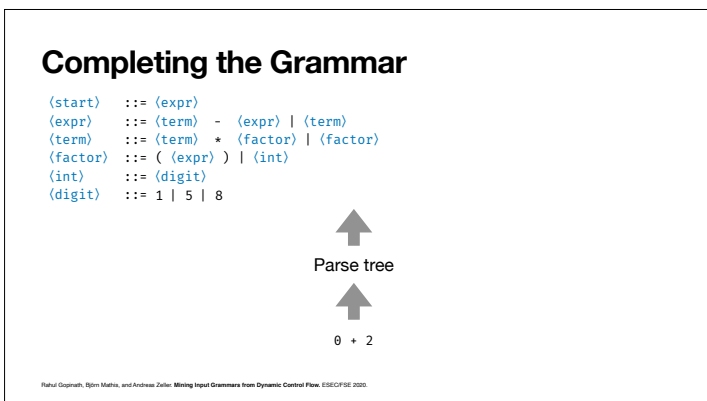 Completing the Grammar
⟨start⟩ ::= ⟨expr⟩
⟨expr⟩ ::= ⟨term⟩ - ⟨expr⟩ | ⟨term⟩
⟨term⟩ ::= ⟨term⟩ * ⟨factor⟩ | ⟨factor⟩
⟨factor⟩ ::= ( ⟨expr⟩ ) | ⟨int⟩
⟨int⟩ ::= ⟨digit⟩
⟨digit⟩ ::= 1 | 5 | 8
Parse tree
0 + 2
Rahul Gopinath, Björn Mathis, and Andreas Zeller. Mining Input Grammars from Dynamic Control Flow. ESEC/FSE 2020.